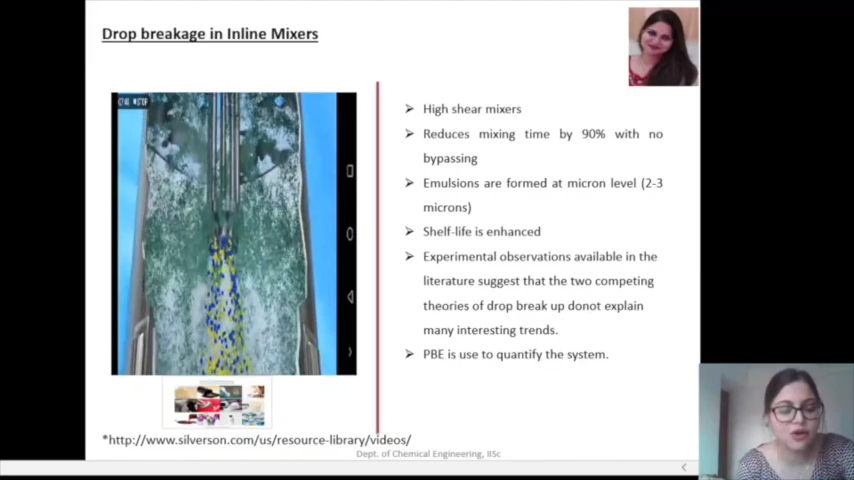 Drop breakage in Inline Mixers
High shear mixers
Reduces mixing time by 90% with no
bypassing
Emulsions are formed at micron level (2-3
microns)
Shelf-life is enhanced
Experimental observations available in the
literature suggest that the two competing
theories of drop break up donot explain
many interesting trends.
PBE is use to quantify the system.
*http://www.silverson.com/us/resource-library/videos/
Dept. of Chemical Engineering, IISc